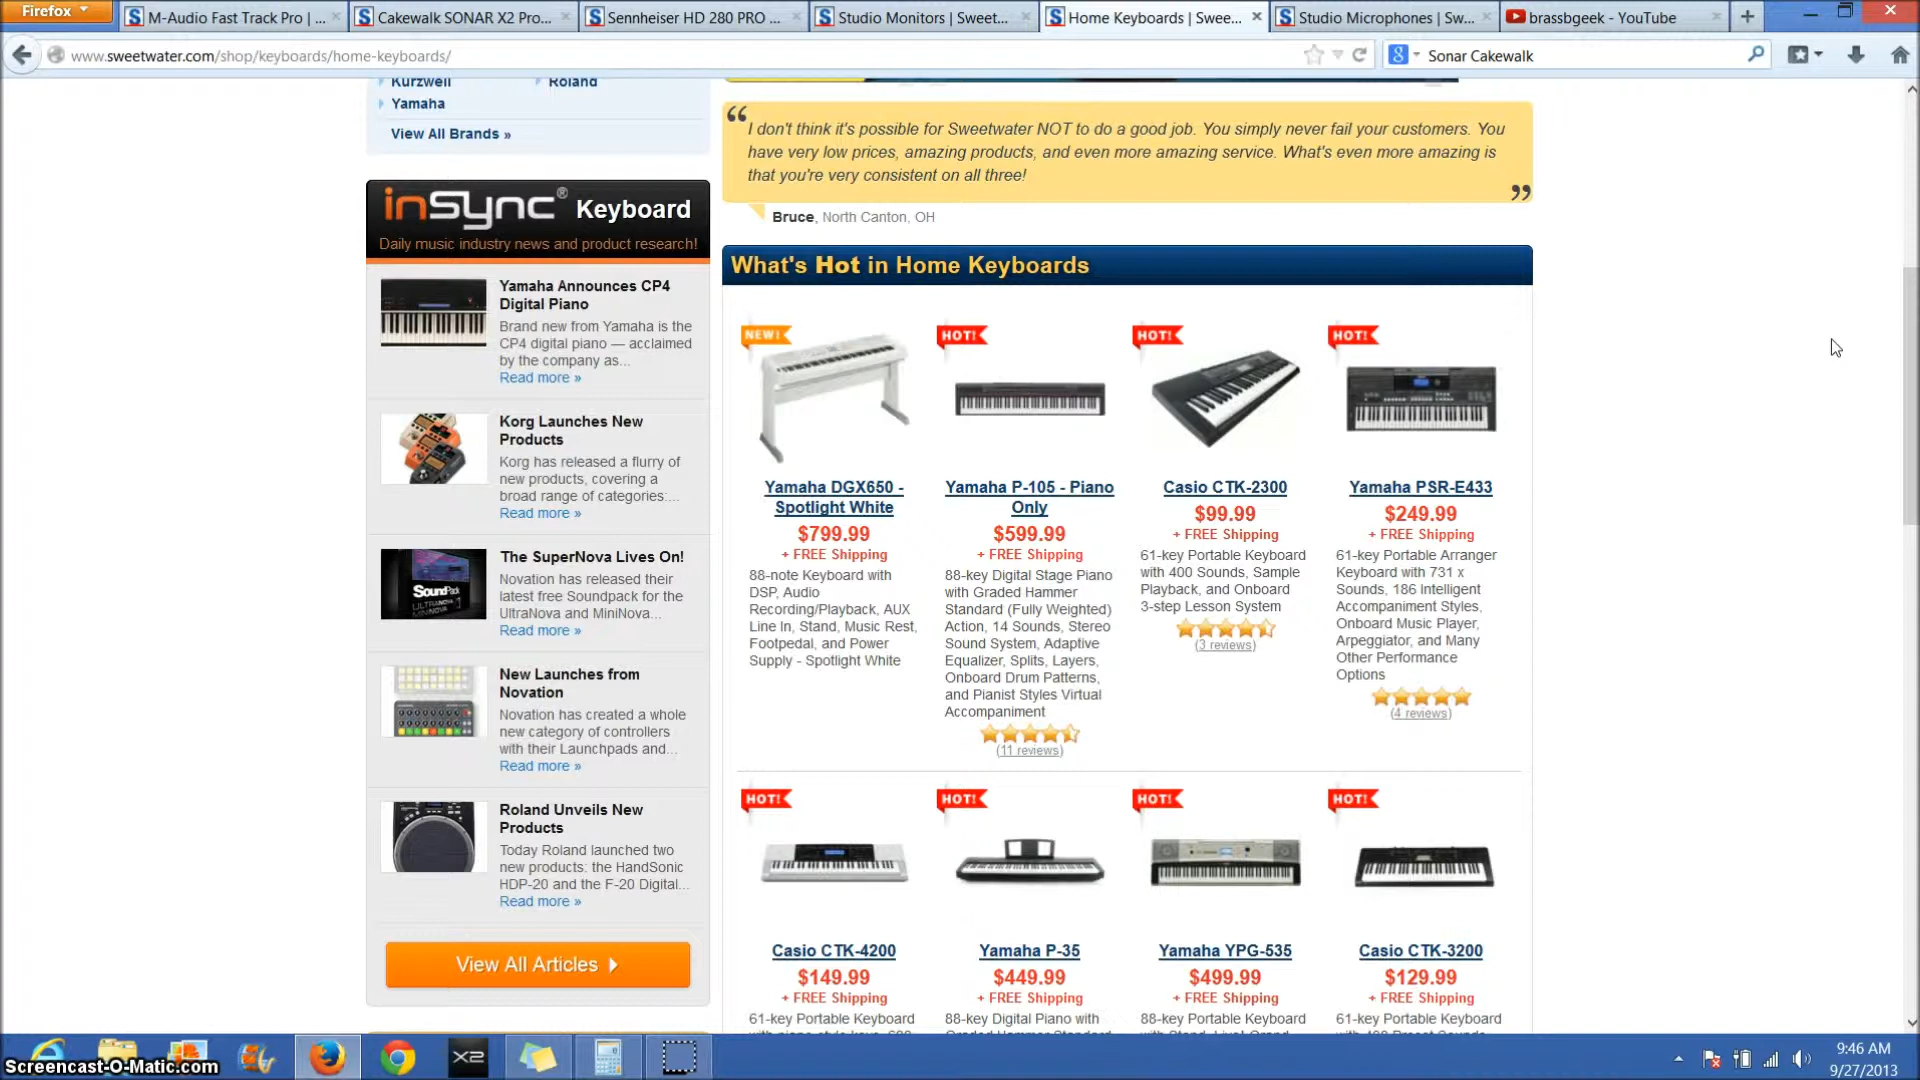 Firefox
M-Audio Fast Track Pro | ...
Cakewalk SONAR X2 Pro...
Sennheiser HD 280 PRO ...
Studio Monitors | Sweet...
Home Keyboards | Swee...
Studio Microphones | Sw...
brassbgeek - YouTube
www.sweetwater.com/shop/keyboards/home-keyboards/
Sonar Cakewalk
Kurzweil
Roland
Yamaha
View All Brands »
inSync® Keyboard
Daily music industry news and product research!
Yamaha Announces CP4
Digital Piano
Brand new from Yamaha is the
CP4 digital piano — acclaimed
by the company as...
Read more »
Korg Launches New
Products
Korg has released a flurry of
new products, covering a
broad range of categories:...
Read more »
SoundPack
ULTRANOVA
MININOVA
The SuperNova Lives On!
Novation has released their
latest free Soundpack for the
UltraNova and MiniNova...
Read more »
New Launches from
Novation
Novation has created a whole
new category of controllers
with their Launchpads and...
Read more »
Roland Unveils New
Products
Today Roland launched two
new products: the HandSonic
HDP-20 and the F-20 Digital...
Read more »
View All Articles
“ I don't think it's possible for Sweetwater NOT to do a good job. You simply never fail your customers. You
have very low prices, amazing products, and even more amazing service. What's even more amazing is
that you're very consistent on all three! ”
Bruce, North Canton, OH
What's Hot in Home Keyboards
NEW!
Yamaha DGX650 -
Spotlight White
$799.99
+ FREE Shipping
88-note Keyboard with
DSP, Audio
Recording/Playback, AUX
Line In, Stand, Music Rest,
Footpedal, and Power
Supply - Spotlight White
HOT!
Yamaha P-105 - Piano
Only
$599.99
+ FREE Shipping
88-key Digital Stage Piano
with Graded Hammer
Standard (Fully Weighted)
Action, 14 Sounds, Stereo
Sound System, Adaptive
Equalizer, Splits, Layers,
Onboard Drum Patterns,
and Pianist Styles Virtual
Accompaniment
(11 reviews)
HOT!
Casio CTK-2300
$99.99
+ FREE Shipping
61-key Portable Keyboard
with 400 Sounds, Sample
Playback, and Onboard
3-step Lesson System
(3 reviews)
HOT!
Yamaha PSR-E433
$249.99
+ FREE Shipping
61-key Portable Arranger
Keyboard with 731 x
Sounds, 186 Intelligent
Accompaniment Styles,
Onboard Music Player,
Arpeggiator, and Many
Other Performance
Options
(4 reviews)
HOT!
Casio CTK-4200
$149.99
+ FREE Shipping
61-key Portable Keyboard
HOT!
Yamaha P-35
$449.99
+ FREE Shipping
88-key Digital Piano with
Graded Hammer Standard
HOT!
Yamaha YPG-535
$499.99
+ FREE Shipping
88-key Portable Keyboard
HOT!
Casio CTK-3200
$129.99
+ FREE Shipping
61-key Portable Keyboard
X2
Screencast-O-Matic.com
9:46 AM
9/27/2013